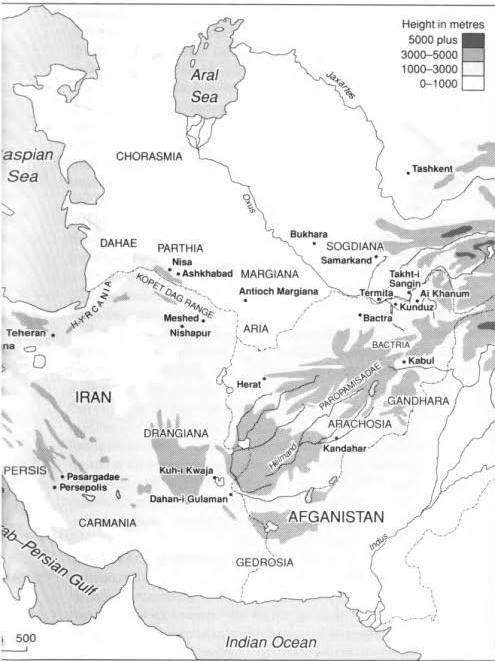 Height in metres
5000 plus
3000–5000
1000–3000
0–1000
Aral
Sea
Jaxartes
aspian
Sea
CHORASMIA
Tashkent
Oxus
Bukhara
SOGDIANA
Samarkand
DAHAE
PARTHIA
Nisa
Ashkhabad
MARGIANA
Takht-i
Sangin
HYRCANIA
KOPET DAG RANGE
Antioch Margiana
Termita
Ai Khanum
Kunduz
Meshed
Nishapur
Bactra
Teheran
na
ARIA
BACTRIA
Kabul
Herat
PAROPAMISADAE
IRAN
GANDHARA
ARACHOSIA
DRANGIANA
Helmand
Kandahar
PERSIS
Pasargadae
Persepolis
Kuh-i Kwaja
Dahan-i Gulaman
CARMANIA
AFGANISTAN
Indus
rab–Persian Gulf
GEDROSIA
500
Indian Ocean